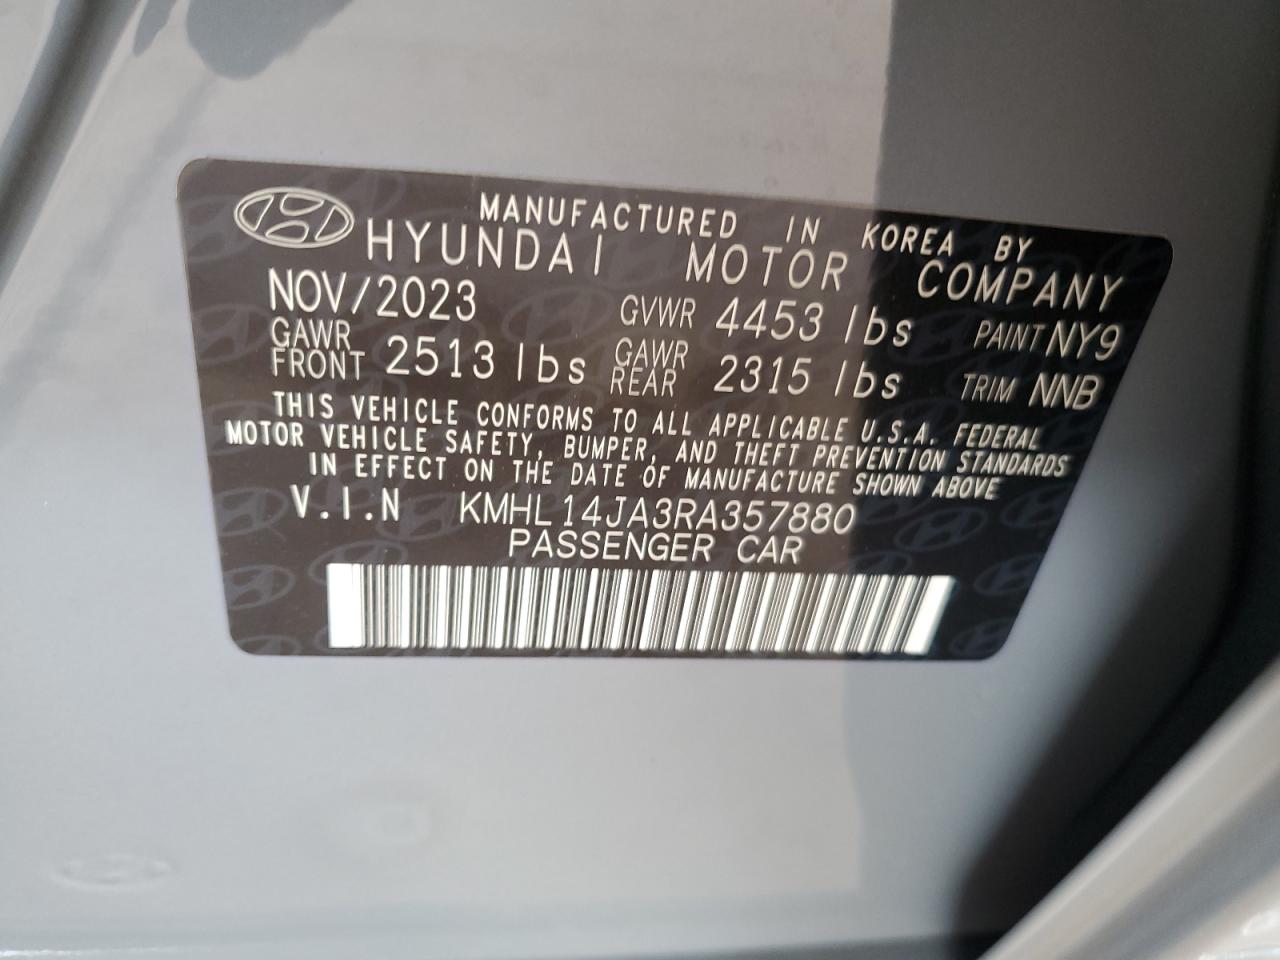 MANUFACTURED IN KOREA BY
HYUNDAI MOTOR COMPANY
NOV/2023 GVWR 4453 lbs PAINT NY9
GAWR FRONT 2513 lbs GAWR REAR 2315 lbs TRIM NNB
THIS VEHICLE CONFORMS TO ALL APPLICABLE U.S.A. FEDERAL
MOTOR VEHICLE SAFETY, BUMPER, AND THEFT PREVENTION STANDARDS
IN EFFECT ON THE DATE OF MANUFACTURE SHOWN ABOVE
V.I.N KMHL14JA3RA357880
PASSENGER CAR